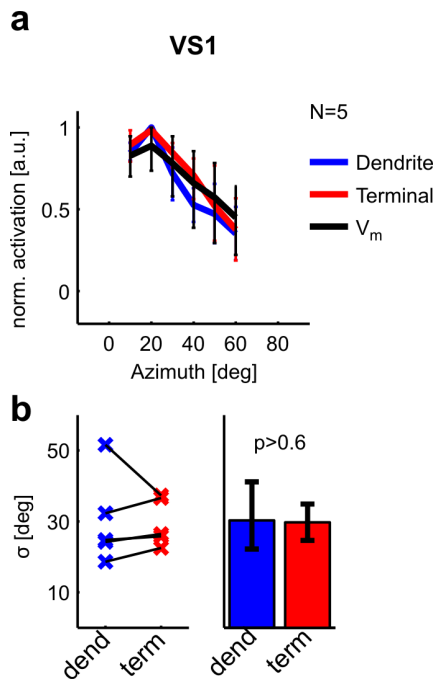 a
VS1
N=5
Dendrite
Terminal
Vm
norm. activation [a.u.]
1
0.5
0
0 20 40 60 80
Azimuth [deg]
b
σ [deg]
50
30
10
dend term
p>0.6
dend term